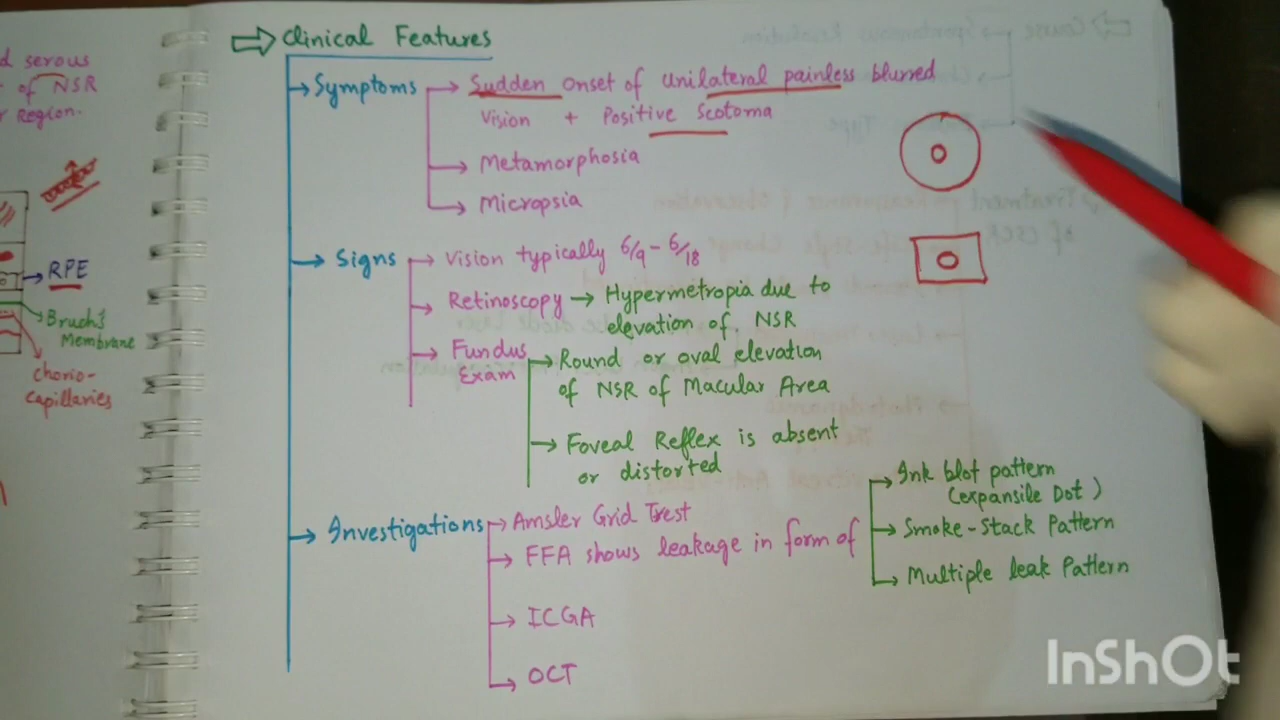 d serous
of NSR
Region.
RPE
Bruch's
Membrane
Chorio-
Capillaries
Clinical Features
Symptoms
Sudden onset of unilateral painless blurred
Vision + Positive Scotoma
Metamorphosia
Micropsia
Signs
Vision typically 6/9 - 6/18
Retinoscopy → Hypermetropia due to
elevation of NSR
Fundus
Exam
Round or oval elevation
of NSR of Macular Area
Foveal Reflex is absent
or distorted
Investigations
Amsler Grid Trest
FFA shows leakage in form of
Ink blot pattern
(expansile Dot)
Smoke-Stack Pattern
Multiple leak Pattern
ICGA
OCT
InShOt